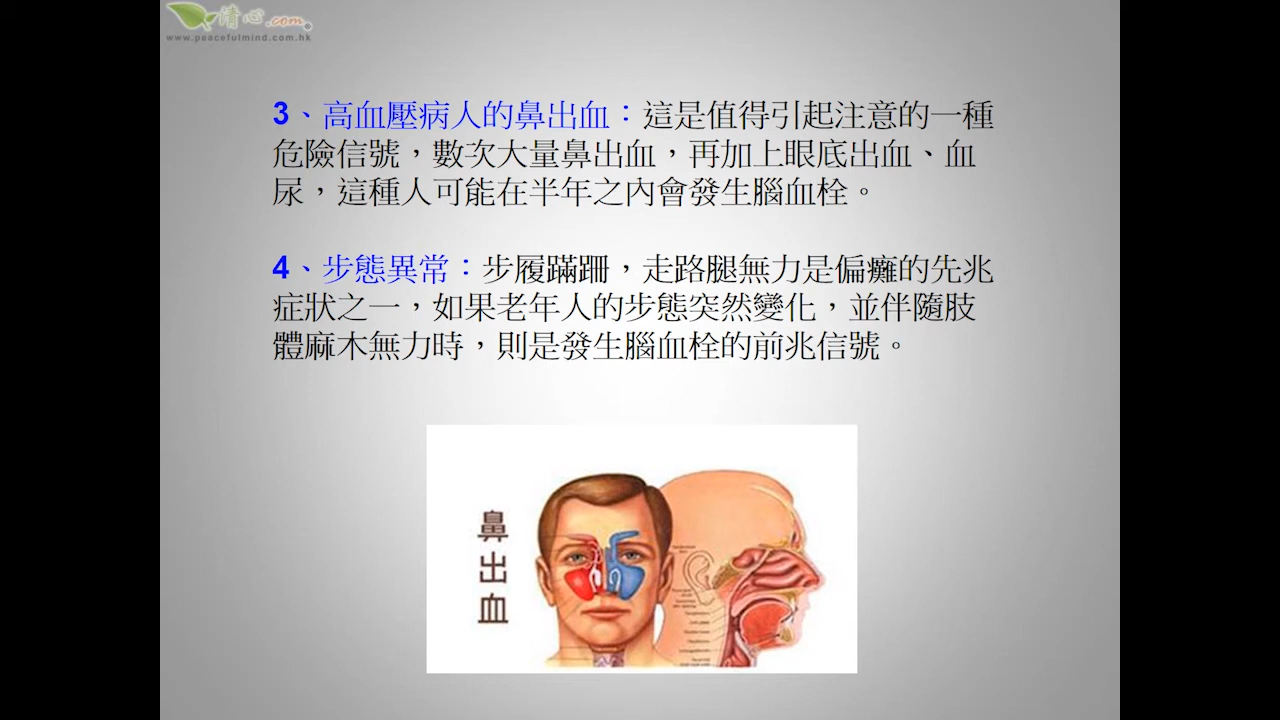 清心.com®
www.peacefulmind.com.hk
3、高血壓病人的鼻出血：這是值得引起注意的一種
危險信號，數次大量鼻出血，再加上眼底出血、血
尿，這種人可能在半年之內會發生腦血栓。
4、步態異常：步履蹣跚，走路腿無力是偏癱的先兆
症狀之一，如果老年人的步態突然變化，並伴隨肢
體麻木無力時，則是發生腦血栓的前兆信號。
鼻
出
血